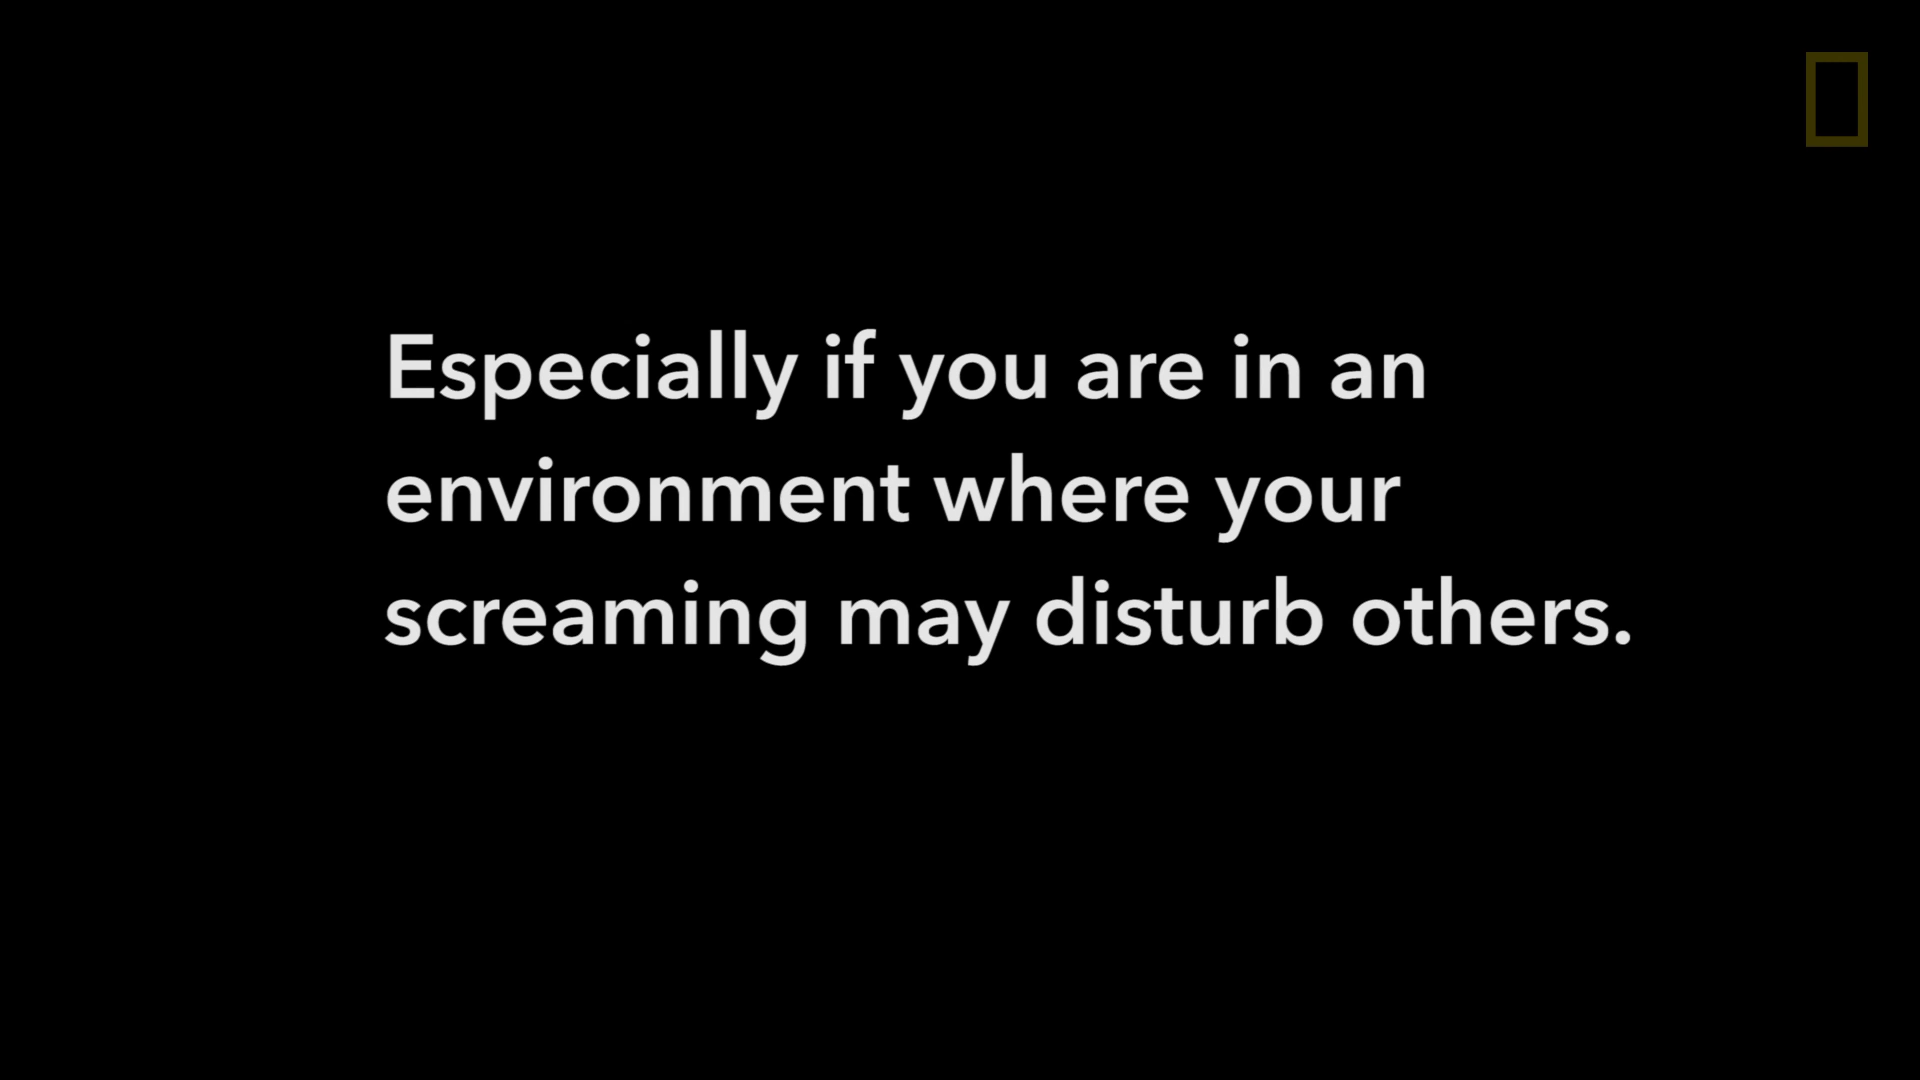 Especially if you are in an
environment where your
screaming may disturb others.